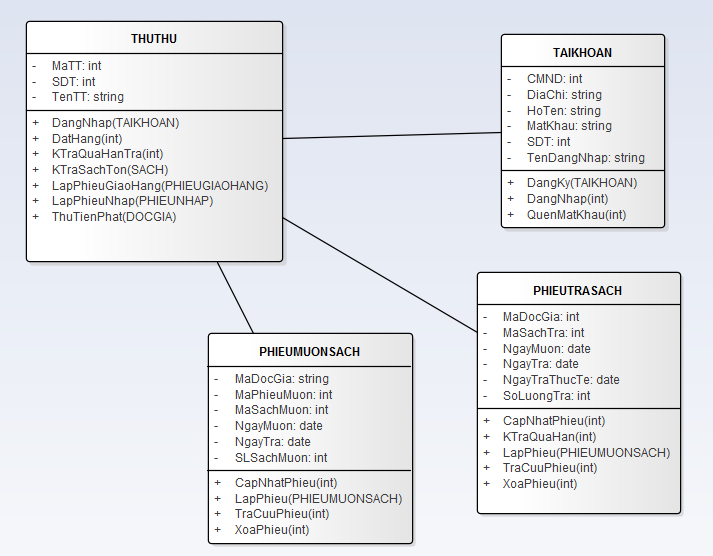 THUTHU
- MaTT: int
- SDT: int
- TenTT: string
+ DangNhap(TAIKHOAN)
+ DatHang(int)
+ KTraQuaHanTra(int)
+ KTraSachTon(SACH)
+ LapPhieuGiaoHang(PHIEUGIAOHANG)
+ LapPhieuNhap(PHIEUNHAP)
+ ThuTienPhat(DOCGIA)
TAIKHOAN
- CMND: int
- DiaChi: string
- HoTen: string
- MatKhau: string
- SDT: int
- TenDangNhap: string
+ DangKy(TAIKHOAN)
+ DangNhap(int)
+ QuenMatKhau(int)
PHIEUMUONSACH
- MaDocGia: string
- MaPhieuMuon: int
- MaSachMuon: int
- NgayMuon: date
- NgayTra: date
- SLSachMuon: int
+ CapNhatPhieu(int)
+ LapPhieu(PHIEUMUONSACH)
+ TraCuuPhieu(int)
+ XoaPhieu(int)
PHIEUTRASACH
- MaDocGia: int
- MaSachTra: int
- NgayMuon: date
- NgayTra: date
- NgayTraThucTe: date
- SoLuongTra: int
+ CapNhatPhieu(int)
+ KTraQuaHan(int)
+ LapPhieu(PHIEUMUONSACH)
+ TraCuuPhieu(int)
+ XoaPhieu(int)